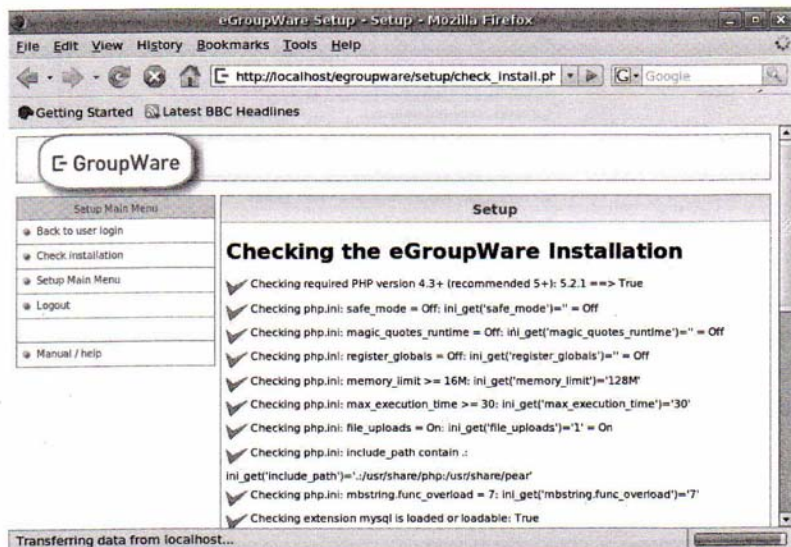 eGroupWare Setup - Setup - Mozilla Firefox
File Edit View History Bookmarks Tools Help
http://localhost/egroupware/setup/check_install.ph
G Google
Getting Started Latest BBC Headlines
GroupWare
Setup Main Menu
Back to user login
Check installation
Setup Main Menu
Logout
Manual / help
Setup
Checking the eGroupWare Installation
Checking required PHP version 4.3+ (recommended 5+): 5.2.1 ==> True
Checking php.ini: safe_mode = Off: ini_get('safe_mode')='' = Off
Checking php.ini: magic_quotes_runtime = Off: ini_get('magic_quotes_runtime')='' = Off
Checking php.ini: register_globals = Off: ini_get('register_globals')='' = Off
Checking php.ini: memory_limit >= 16M: ini_get('memory_limit')='128M'
Checking php.ini: max_execution_time >= 30: ini_get('max_execution_time')='30'
Checking php.ini: file_uploads = On: ini_get('file_uploads')='1' = On
Checking php.ini: include_path contain .:
ini_get('include_path')='.:/usr/share/php:/usr/share/pear'
Checking php.ini: mbstring.func_overload = 7: ini_get('mbstring.func_overload')='7'
Checking extension mysql is loaded or loadable: True
Transferring data from localhost...